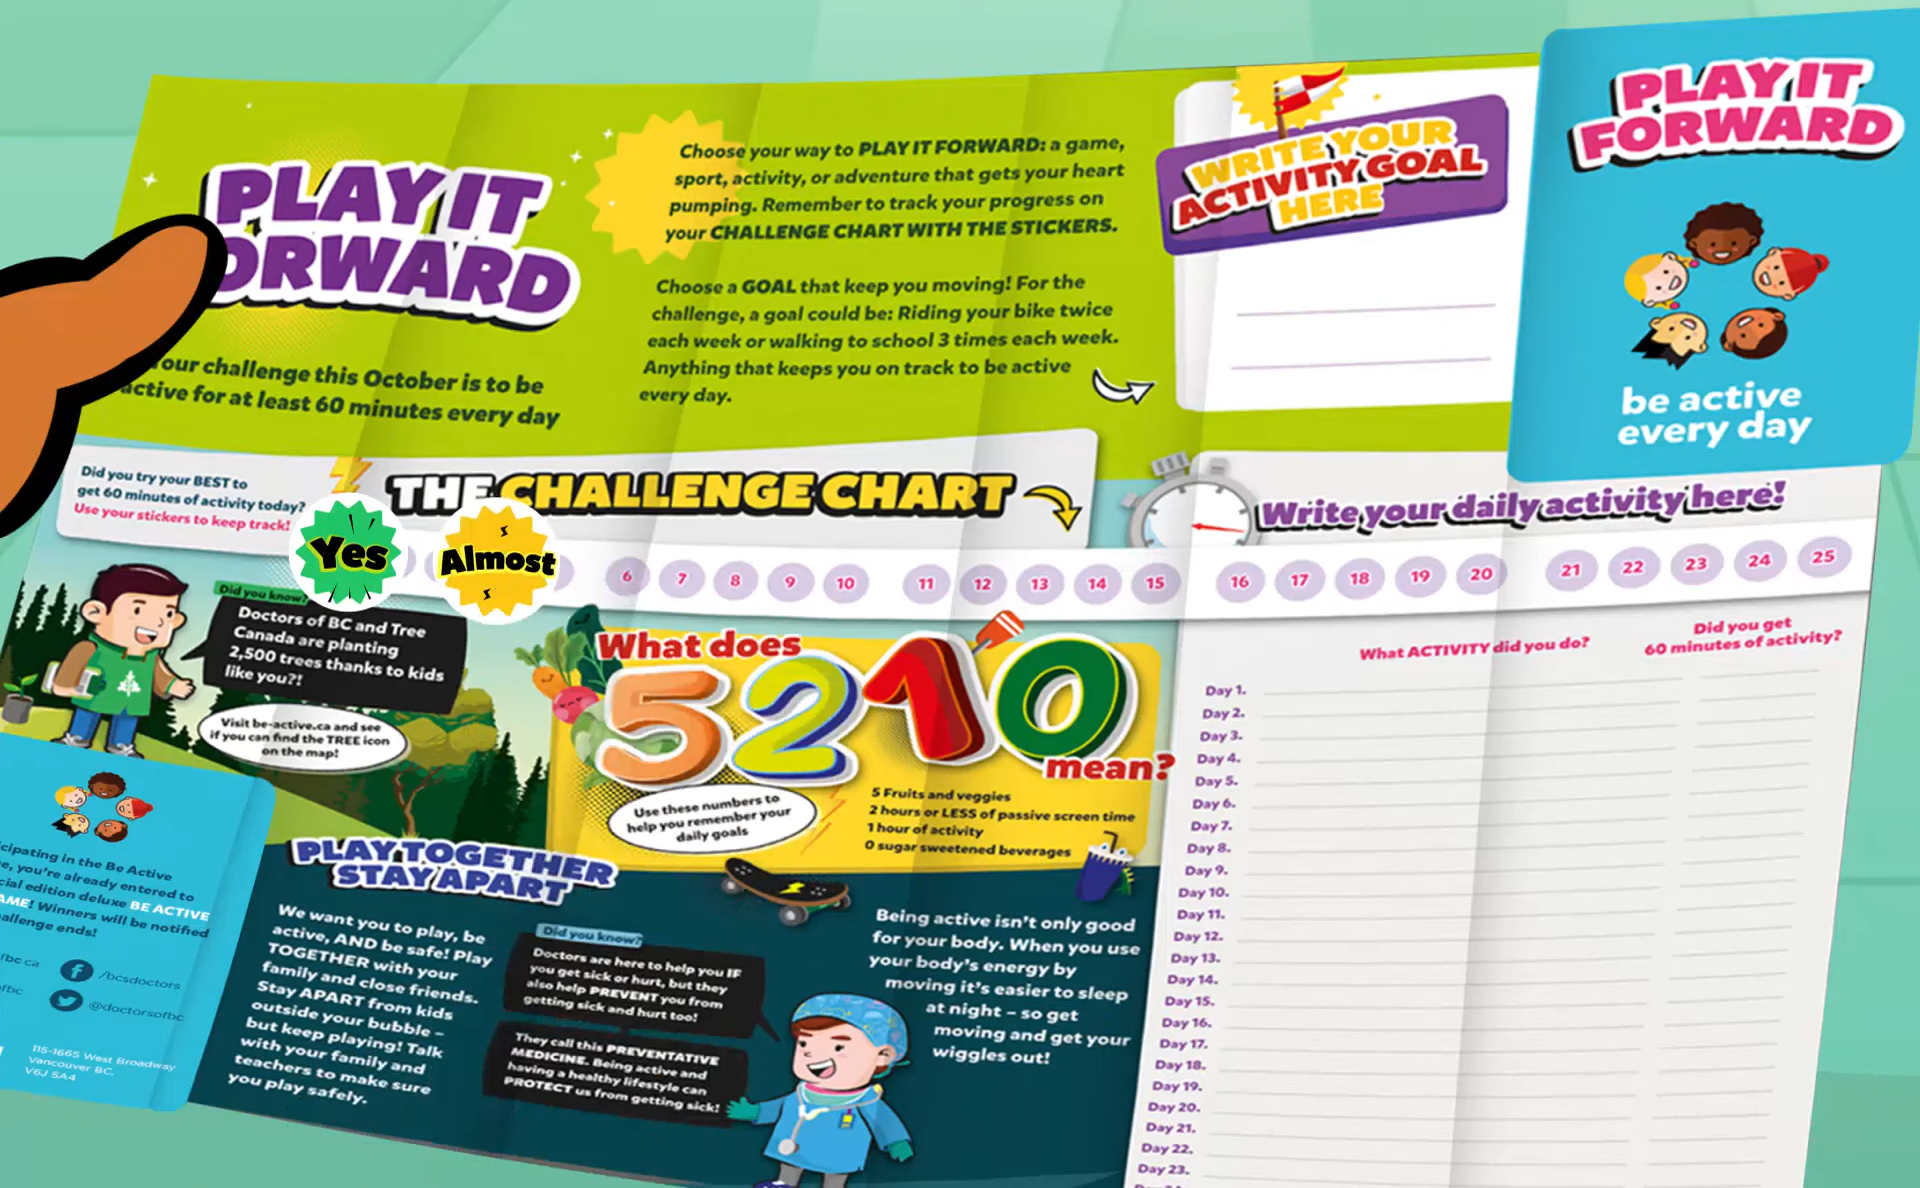 PLAY IT
FORWARD
our challenge this October is to be
active for at least 60 minutes every day
Choose your way to PLAY IT FORWARD: a game,
sport, activity, or adventure that gets your heart
pumping. Remember to track your progress on
your CHALLENGE CHART WITH THE STICKERS.
Choose a GOAL that keep you moving! For the
challenge, a goal could be: Riding your bike twice
each week or walking to school 3 times each week.
Anything that keeps you on track to be active
every day.
WRITE YOUR
ACTIVITY GOAL
HERE
PLAY IT
FORWARD
be active
every day
Did you try your BEST to
get 60 minutes of activity today?
Use your stickers to keep track!
THE CHALLENGE CHART
Write your daily activity here!
Yes
Almost
6 7 8 9 10 11 12 13 14 15 16 17 18 19 20 21 22 23 24 25
Did you know?
Doctors of BC and Tree
Canada are planting
2,500 trees thanks to kids
like you?!
Visit be-active.ca and see
if you can find the TREE icon
on the map!
What does
5210
mean?
Use these numbers to
help you remember your
daily goals
5 Fruits and veggies
2 hours or LESS of passive screen time
1 hour of activity
0 sugar sweetened beverages
PLAY TOGETHER
STAY APART
We want you to play, be
active, AND be safe! Play
TOGETHER with your
family and close friends.
Stay APART from kids
outside your bubble –
but keep playing! Talk
with your family and
teachers to make sure
you play safely.
Did you know?
Doctors are here to help you IF
you get sick or hurt, but they
also help PREVENT you from
getting sick and hurt too!
They call this PREVENTATIVE
MEDICINE. Being active and
having a healthy lifestyle can
PROTECT us from getting sick!
Being active isn't only good
for your body. When you use
your body's energy by
moving it's easier to sleep
at night – so get
moving and get your
wiggles out!
What ACTIVITY did you do?
Did you get
60 minutes of activity?
Day 1.
Day 2.
Day 3.
Day 4.
Day 5.
Day 6.
Day 7.
Day 8.
Day 9.
Day 10.
Day 11.
Day 12.
Day 13.
Day 14.
Day 15.
Day 16.
Day 17.
Day 18.
Day 19.
Day 20.
Day 21.
Day 22.
Day 23.
cipating in the Be Active
e, you're already entered to
cial edition deluxe BE ACTIVE
AME! Winners will be notified
allenge ends!
fbc.ca
/bcsdoctors
fbc
@doctorsofbc
115-1665 West Broadway
Vancouver BC,
V6J 5A4